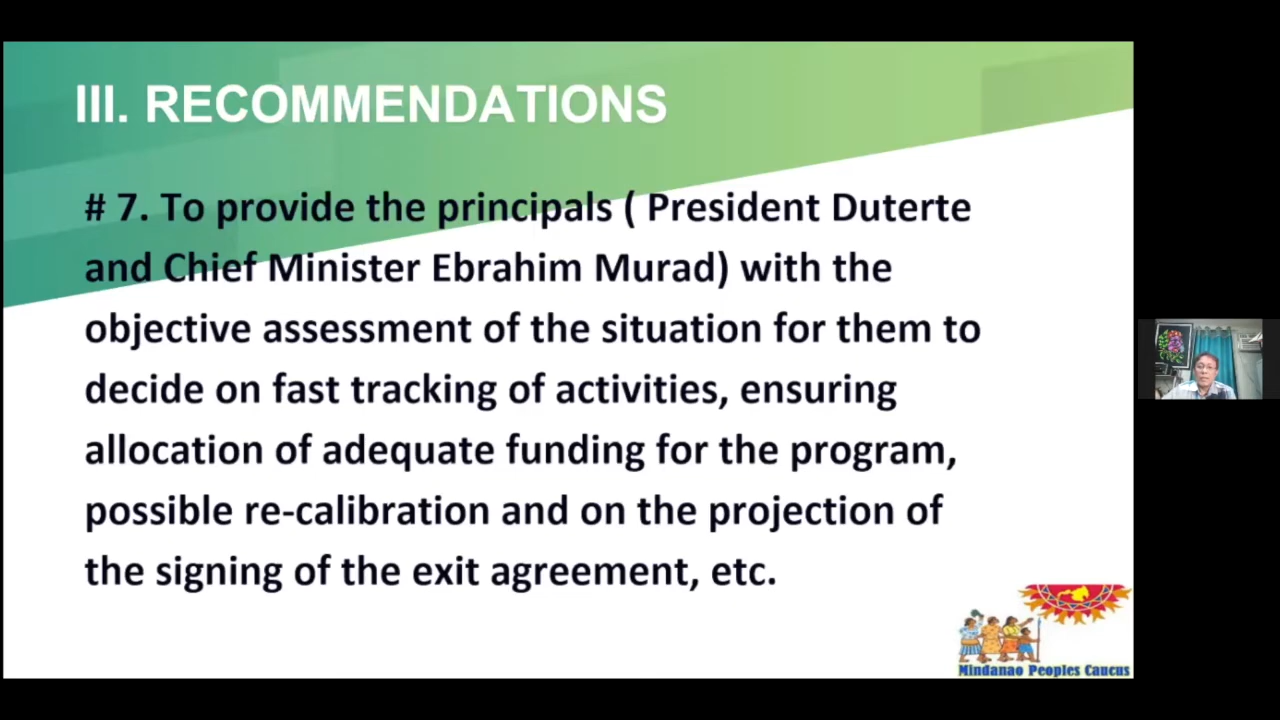 III. RECOMMENDATIONS
# 7. To provide the principals ( President Duterte
and Chief Minister Ebrahim Murad) with the
objective assessment of the situation for them to
decide on fast tracking of activities, ensuring
allocation of adequate funding for the program,
possible re-calibration and on the projection of
the signing of the exit agreement, etc.
Mindanao Peoples Caucus